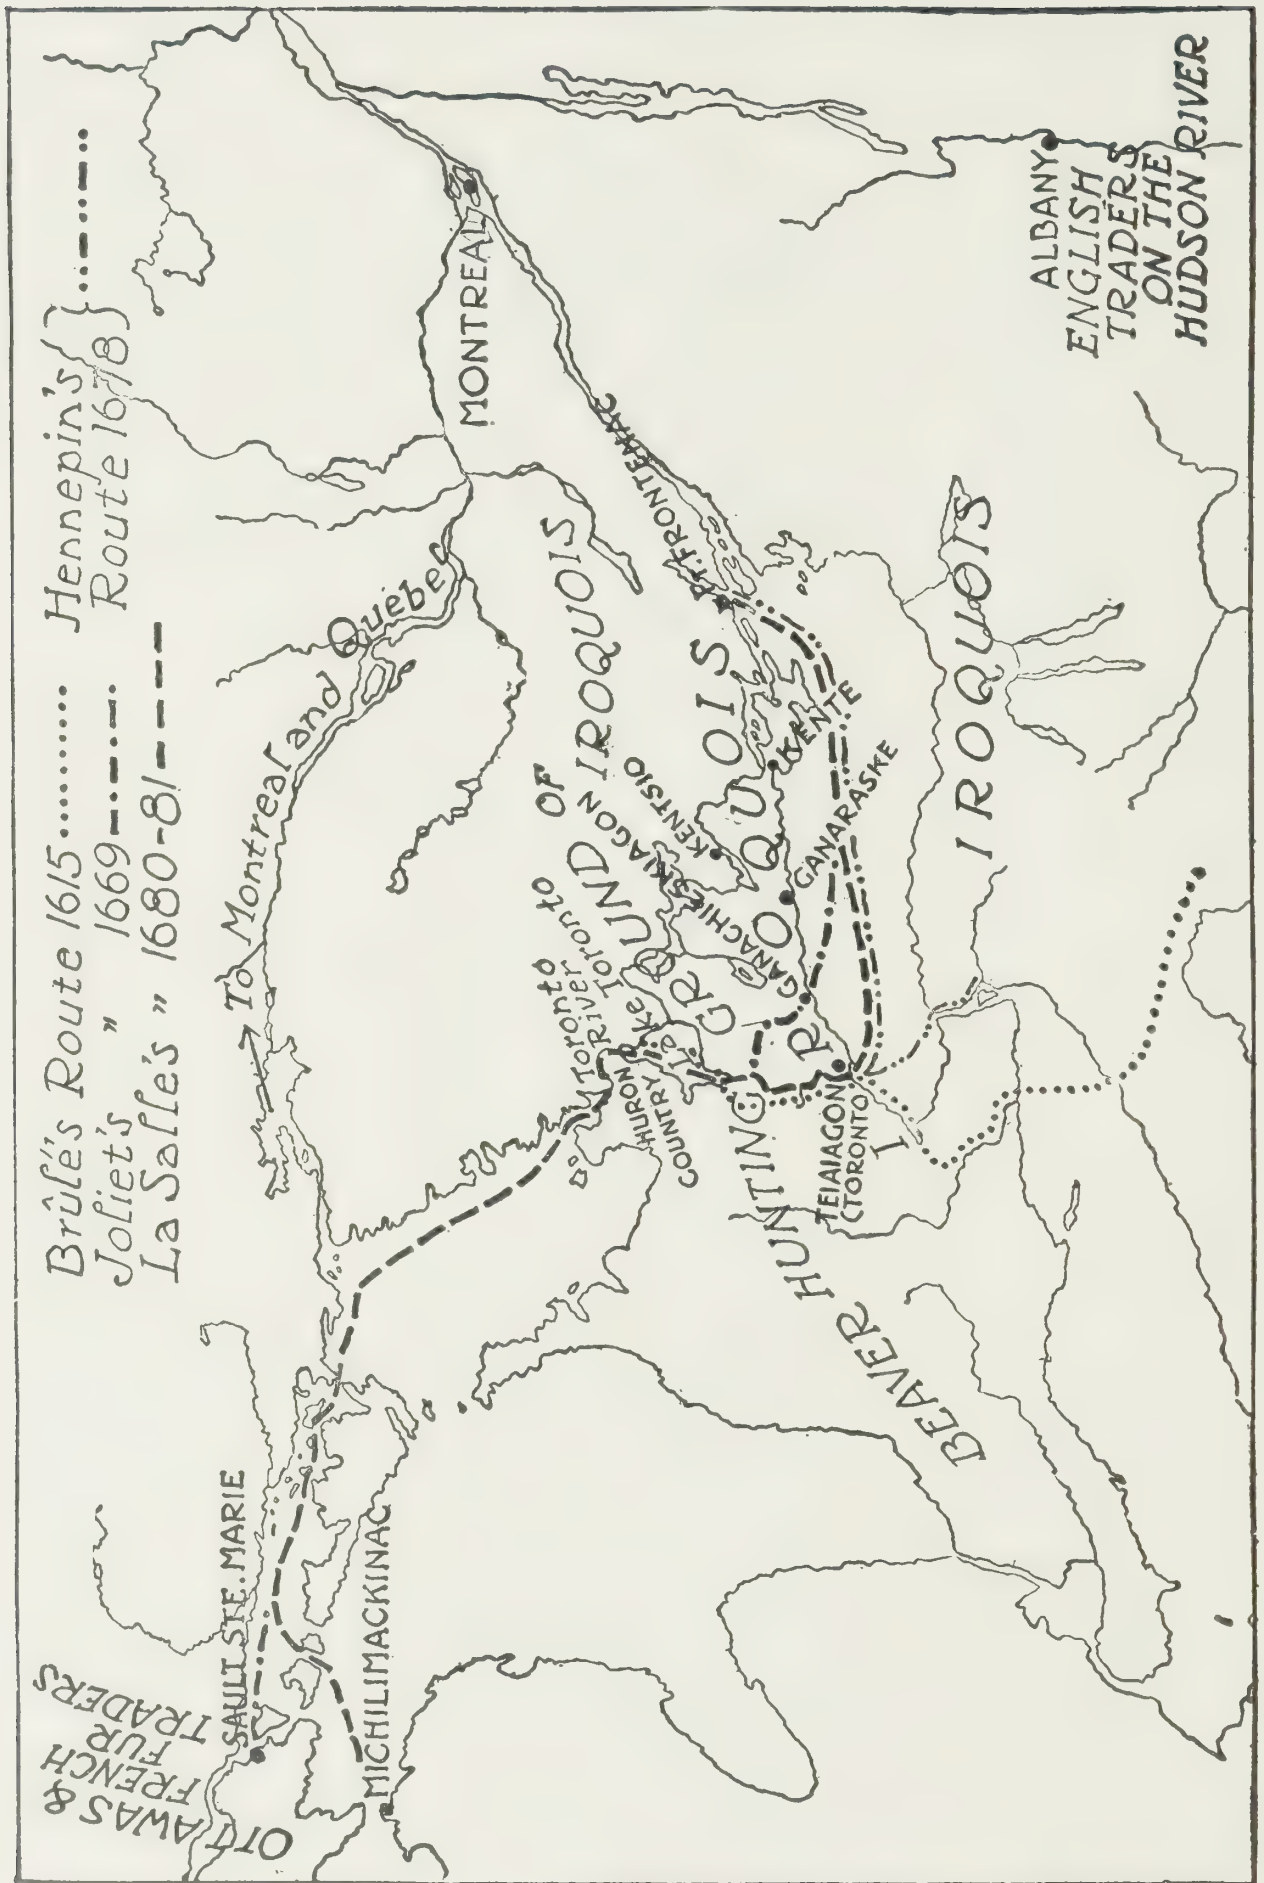 Brûlé's Route 1615 ..........
Joliet's " 1669 —·—·—··
La Salle's " 1680-81 — — — —
Hennepin's }
Route 1678 } ··—··—··
OTTAWAS &
FRENCH
FUR
TRADERS
SAULT STE. MARIE
MICHILIMACKINAC
→ To Montreal and Quebec
MONTREAL
FT. FRONTENAC
ALBANY
ENGLISH
TRADERS
ON THE
HUDSON RIVER
Toronto
River
Lake Toronto
HURON
COUNTRY
BEAVER HUNTING GROUND OF
IROQUOIS
GANACHIESKIAGON
KENTSIO
KENTE
GANARASKE
TEIAIAGON
(TORONTO
IROQUOIS
IROQUOIS